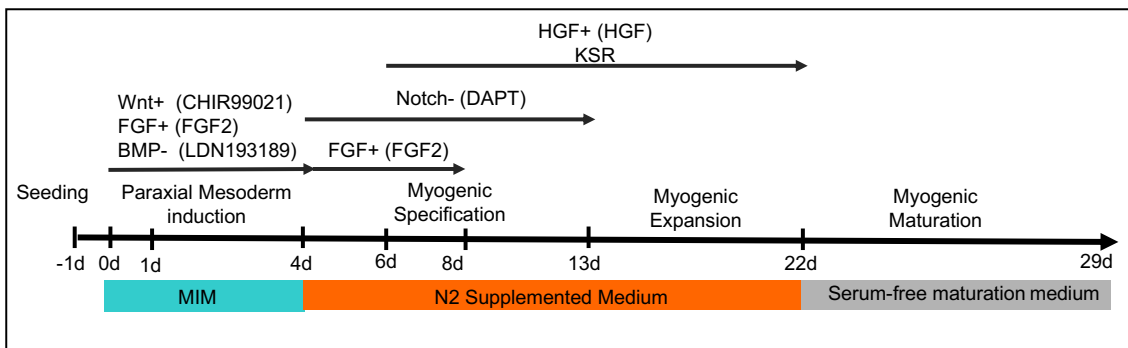 HGF+ (HGF)
KSR
Wnt+ (CHIR99021)
Notch- (DAPT)
FGF+ (FGF2)
BMP- (LDN193189)
FGF+ (FGF2)
Seeding
Paraxial Mesoderm
induction
Myogenic
Specification
Myogenic
Expansion
Myogenic
Maturation
-1d 0d 1d 4d 6d 8d 13d 22d 29d
MIM
N2 Supplemented Medium
Serum-free maturation medium